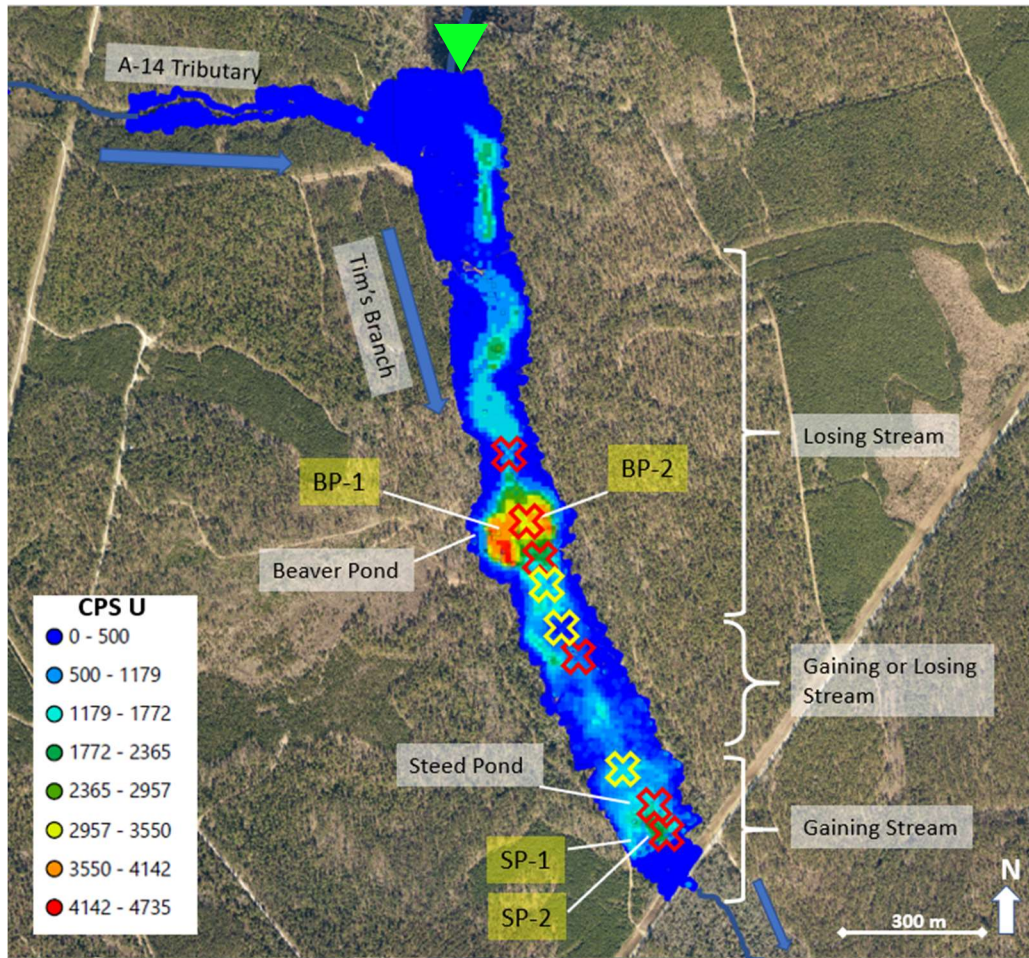 A-14 Tributary
Tim's Branch
Losing Stream
BP-1
BP-2
Beaver Pond
CPS U
0 - 500
500 - 1179
1179 - 1772
1772 - 2365
2365 - 2957
2957 - 3550
3550 - 4142
4142 - 4735
Gaining or Losing
Stream
Steed Pond
Gaining Stream
SP-1
SP-2
N
300 m